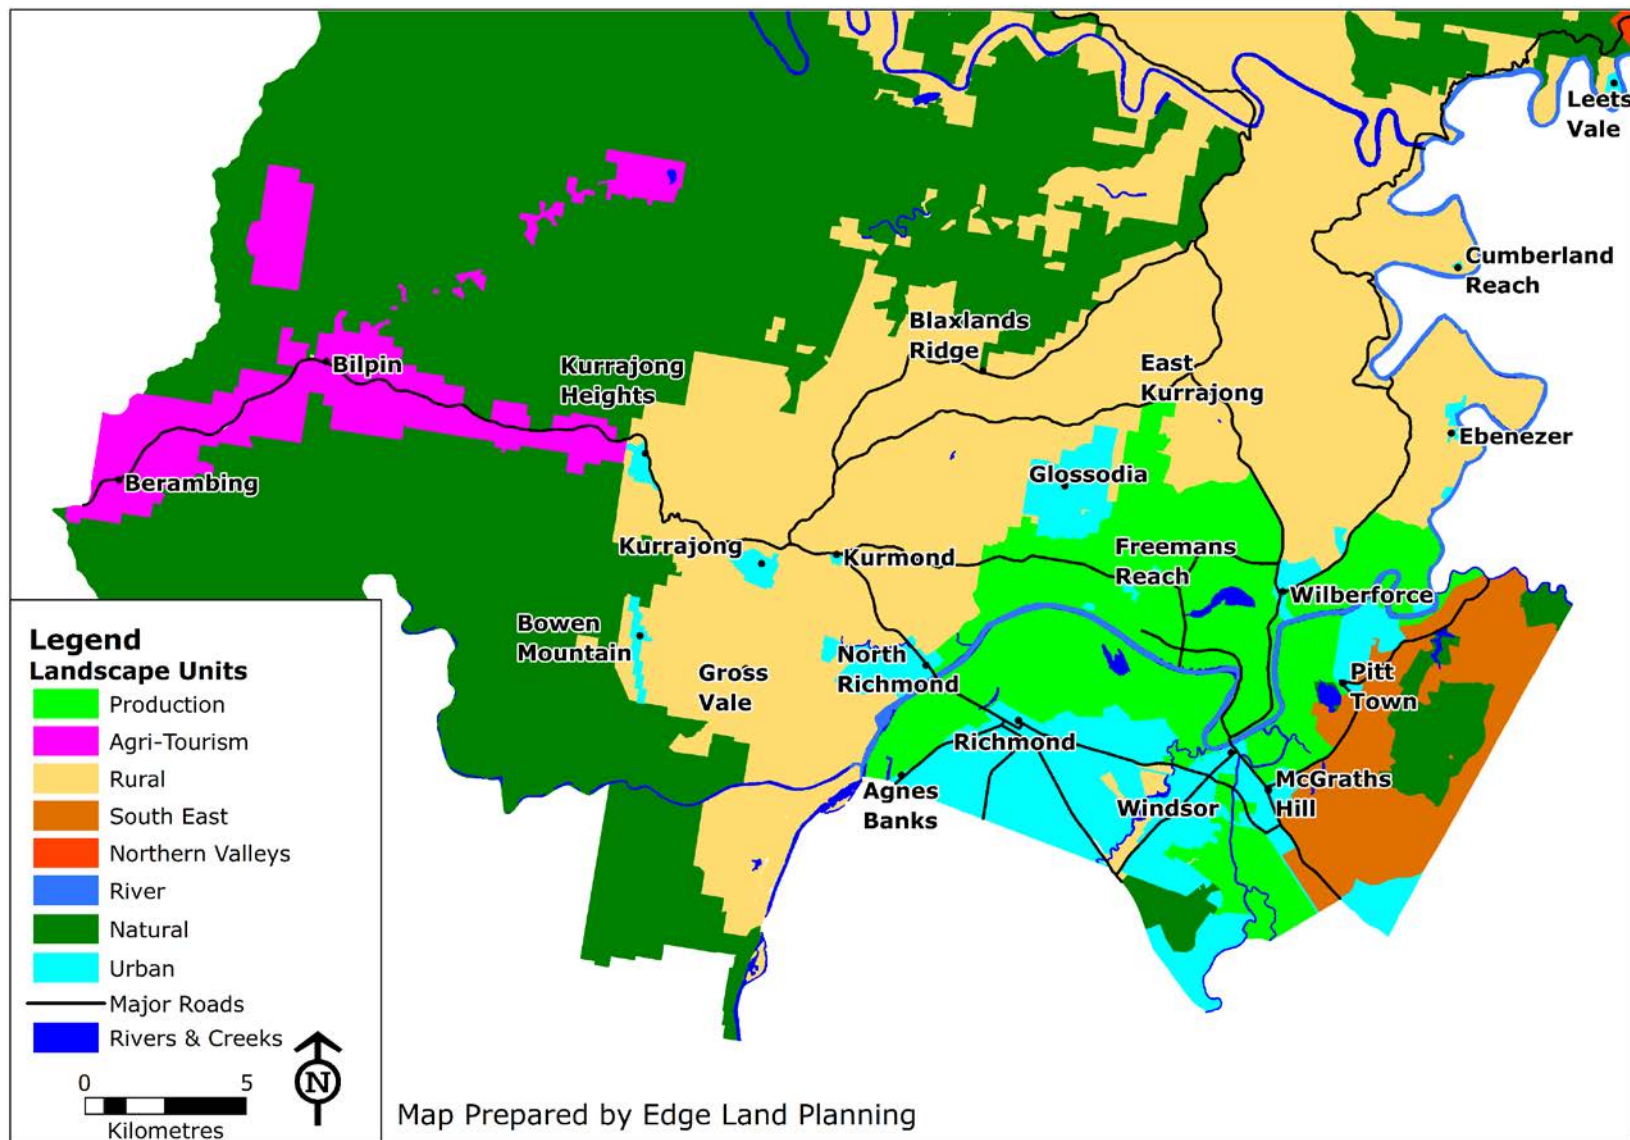 Leets
Vale
Cumberland
Reach
Blaxlands
Ridge
Bilpin
Kurrajong
Heights
East
Kurrajong
Ebenezer
Glossodia
Berambing
Kurrajong
Kurmond
Freemans
Reach
Wilberforce
Bowen
Mountain
North
Richmond
Gross
Vale
Pitt
Town
Richmond
McGraths
Hill
Agnes
Banks
Windsor
Legend
Landscape Units
Production
Agri-Tourism
Rural
South East
Northern Valleys
River
Natural
Urban
Major Roads
Rivers & Creeks
0 5
Kilometres
N
Map Prepared by Edge Land Planning